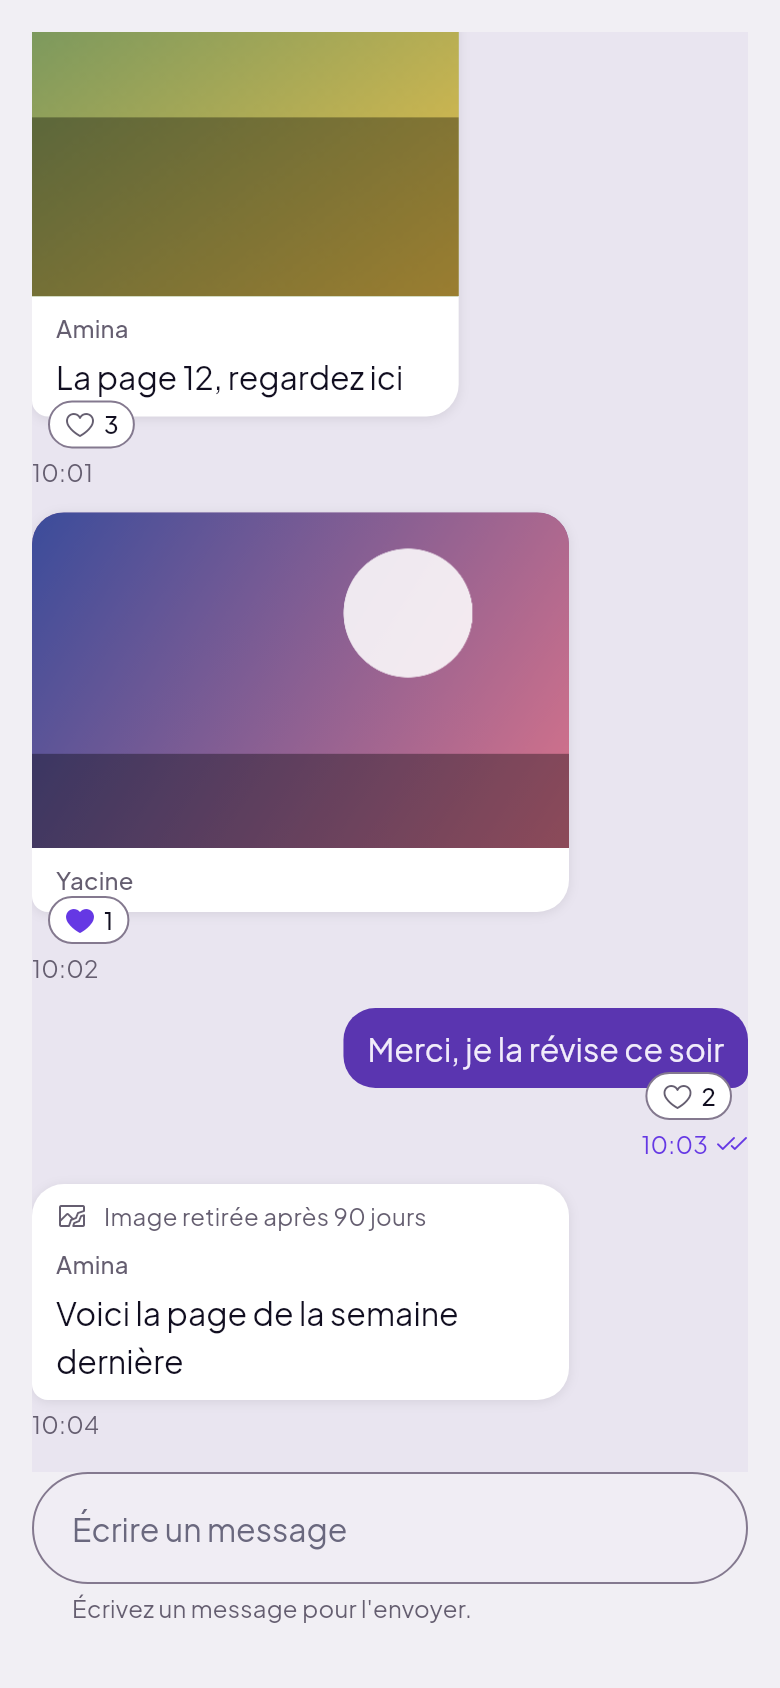 Amina
La page 12, regardez ici
3
10:01
Yacine
1
10:02
Merci, je la révise ce soir
2
10:03
Image retirée après 90 jours
Amina
Voici la page de la semaine
dernière
10:04
Écrire un message
Écrivez un message pour l'envoyer.